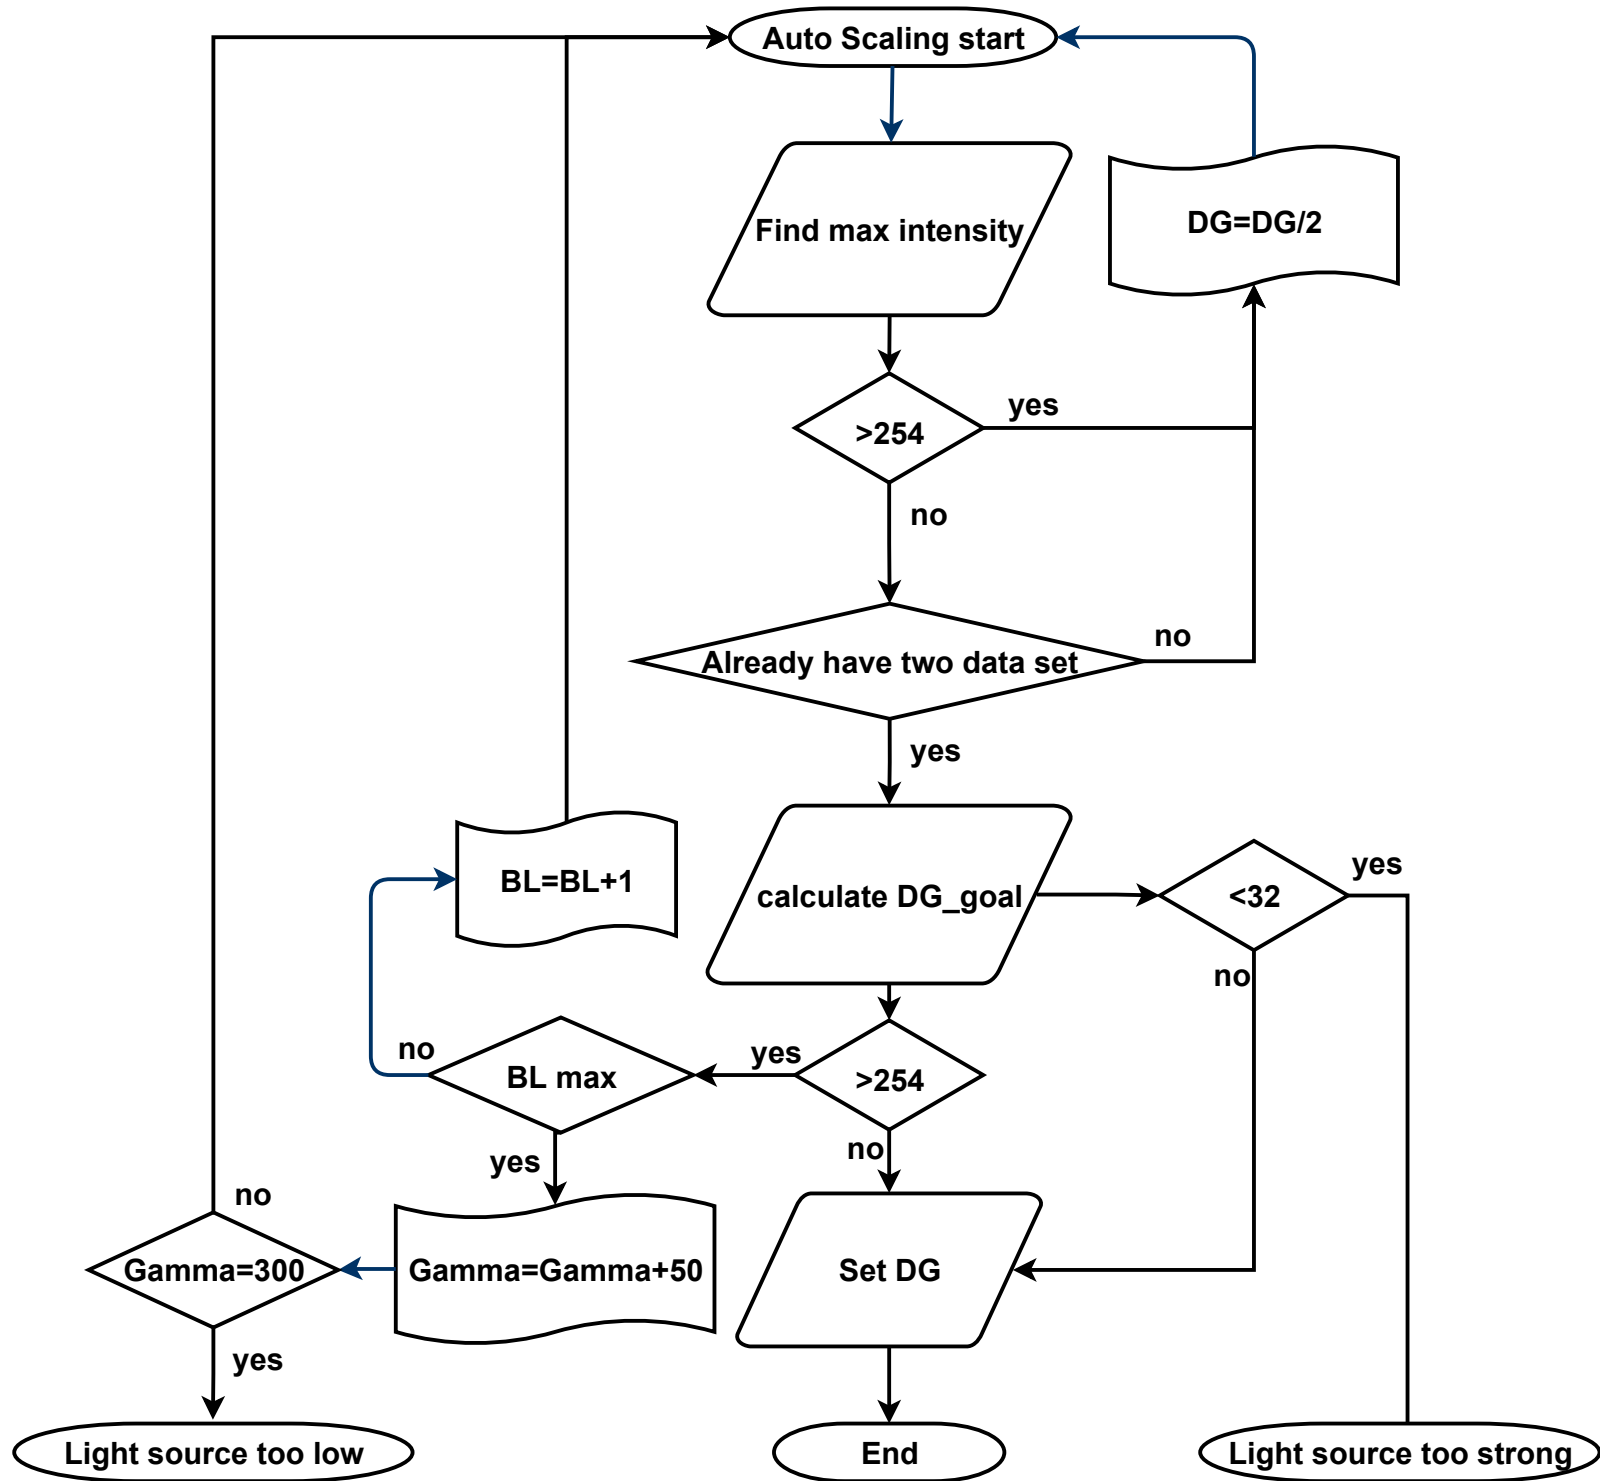 Auto Scaling start
Find max intensity
DG=DG/2
yes
>254
no
no
Already have two data set
yes
BL=BL+1
calculate DG_goal
<32
yes
no
no
BL max
yes
>254
yes
no
no
Gamma=300
Gamma=Gamma+50
Set DG
yes
Light source too low
End
Light source too strong